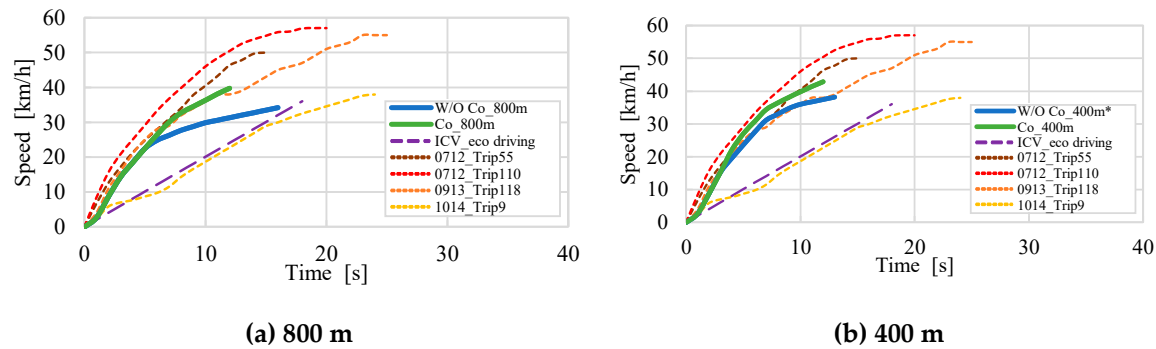 60
50
40
30
20
10
0
Speed [km/h]
0 10 20 30 40
Time [s]
W/O Co_800m
Co_800m
ICV_eco driving
0712_Trip55
0712_Trip110
0913_Trip118
1014_Trip9
(a) 800 m
60
50
40
30
20
10
0
Speed [km/h]
0 10 20 30 40
Time [s]
W/O Co_400m*
Co_400m
ICV_eco driving
0712_Trip55
0712_Trip110
0913_Trip118
1014_Trip9
(b) 400 m